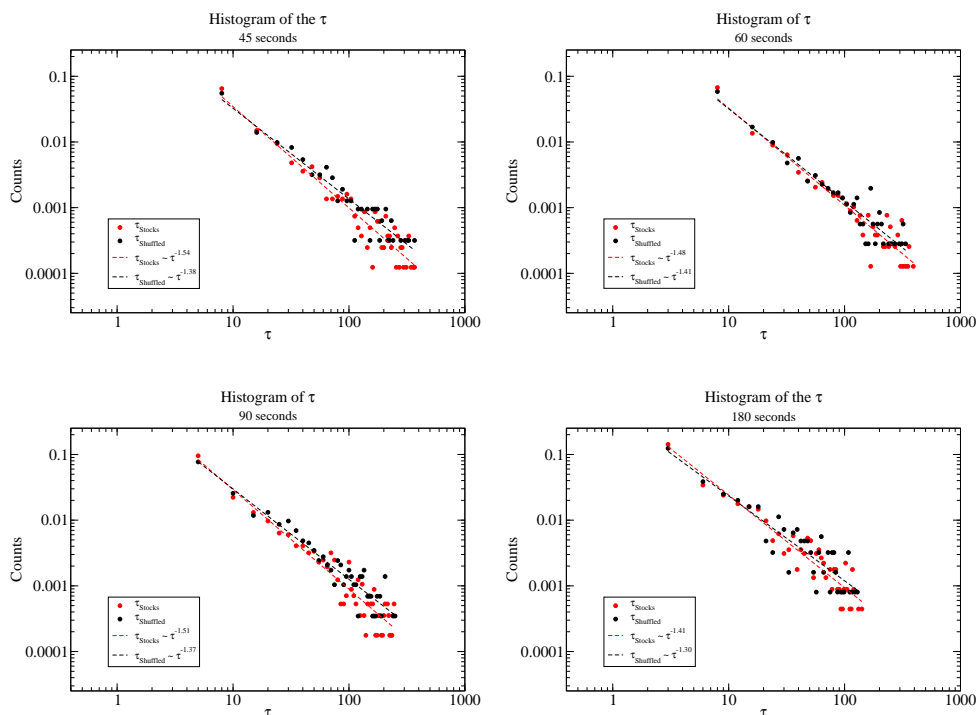 Histogram of the τ
45 seconds
0.1
0.01
0.001
0.0001
Counts
τStocks
τShuffled
τStocks ~ τ^-1.54
τShuffled ~ τ^-1.38
1 10 100 1000
τ
Histogram of τ
60 seconds
0.1
0.01
0.001
0.0001
Counts
τStocks
τShuffled
τStocks ~ τ^-1.48
τShuffled ~ τ^-1.41
1 10 100 1000
τ
Histogram of τ
90 seconds
0.1
0.01
0.001
0.0001
Counts
τStocks
τShuffled
τStocks ~ τ^-1.51
τShuffled ~ τ^-1.37
1 10 100 1000
τ
Histogram of the τ
180 seconds
0.1
0.01
0.001
0.0001
Counts
τStocks
τShuffled
τStocks ~ τ^-1.41
τShuffled ~ τ^-1.30
1 10 100 1000
τ